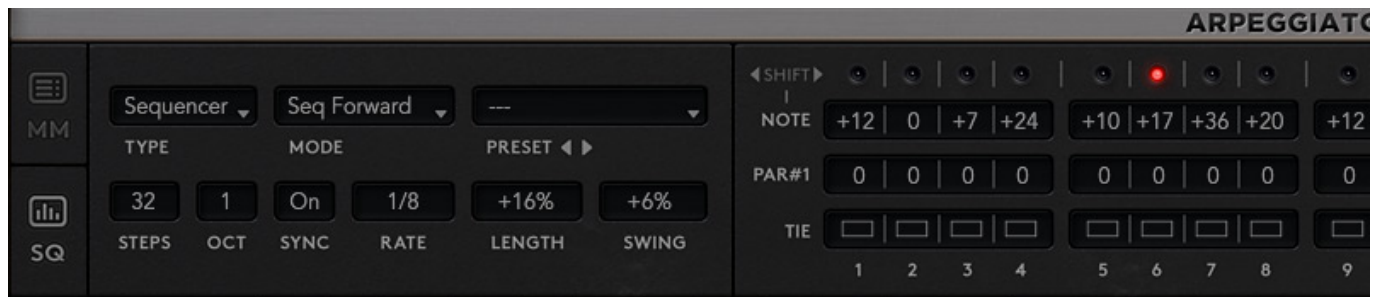 ARPEGGIATO
MM
Sequencer Seq Forward ---
TYPE MODE PRESET
32 1 On 1/8 +16% +6%
STEPS OCT SYNC RATE LENGTH SWING
SQ
SHIFT
NOTE +12 0 +7 +24 +10 +17 +36 +20 +12
PAR#1 0 0 0 0 0 0 0 0 0
TIE
1 2 3 4 5 6 7 8 9